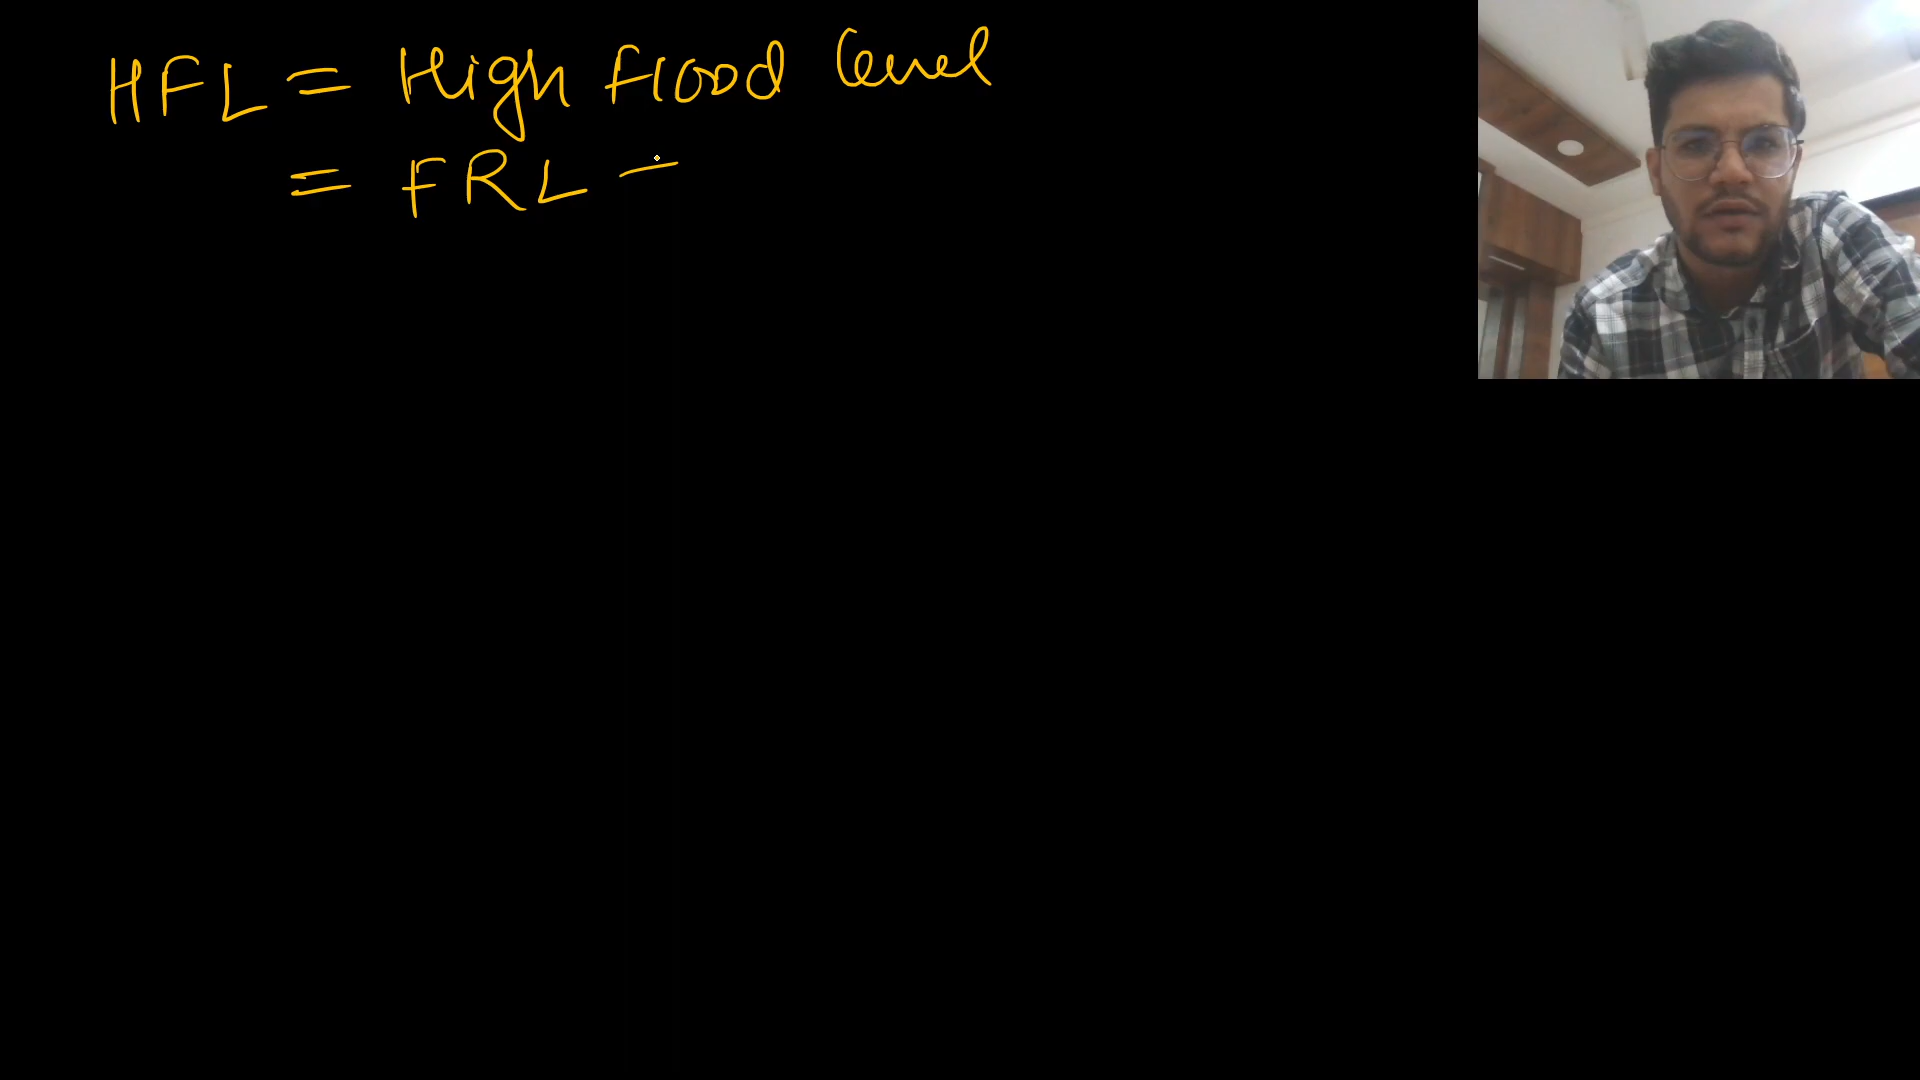 HFL = High flood level
= FRL -